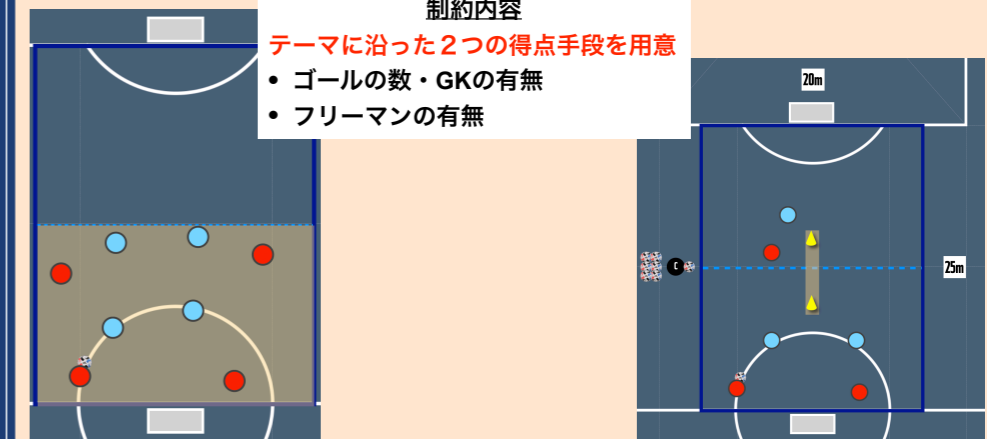 制約内容
テーマに沿った２つの得点手段を用意
• ゴールの数・GKの有無
• フリーマンの有無
20m
C
25m